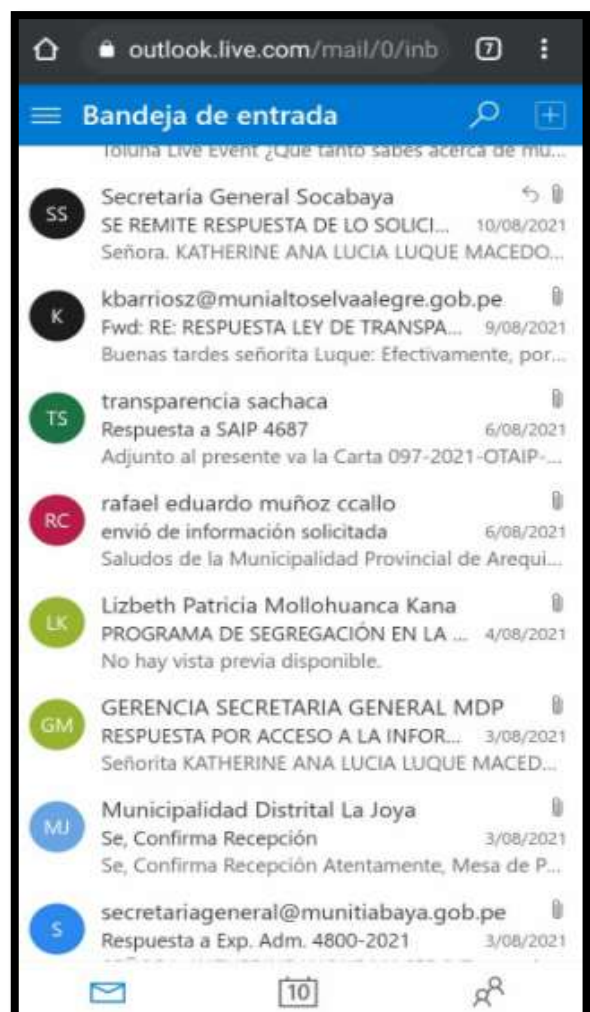 outlook.live.com/mail/0/inb
7
Bandeja de entrada
Toluna Live Event ¿Que tanto sabes acerca de mu...
SS
Secretaría General Socabaya
SE REMITE RESPUESTA DE LO SOLICI...
10/08/2021
Señora. KATHERINE ANA LUCIA LUQUE MACEDO...
K
kbarriosz@munialtoselvaalegre.gob.pe
Fwd: RE: RESPUESTA LEY DE TRANSPA...
9/08/2021
Buenas tardes señorita Luque: Efectivamente, por...
TS
transparencia sachaca
Respuesta a SAIP 4687
6/08/2021
Adjunto al presente va la Carta 097-2021-OTAIP-...
RC
rafael eduardo muñoz ccallo
envió de información solicitada
6/08/2021
Saludos de la Municipalidad Provincial de Arequi...
LK
Lizbeth Patricia Mollohuanca Kana
PROGRAMA DE SEGREGACIÓN EN LA ...
4/08/2021
No hay vista previa disponible.
GM
GERENCIA SECRETARIA GENERAL MDP
RESPUESTA POR ACCESO A LA INFOR...
3/08/2021
Señorita KATHERINE ANA LUCIA LUQUE MACED...
MJ
Municipalidad Distrital La Joya
Se, Confirma Recepción
3/08/2021
Se, Confirma Recepción Atentamente, Mesa de P...
S
secretariageneral@munitiabaya.gob.pe
Respuesta a Exp. Adm. 4800-2021
3/08/2021
10